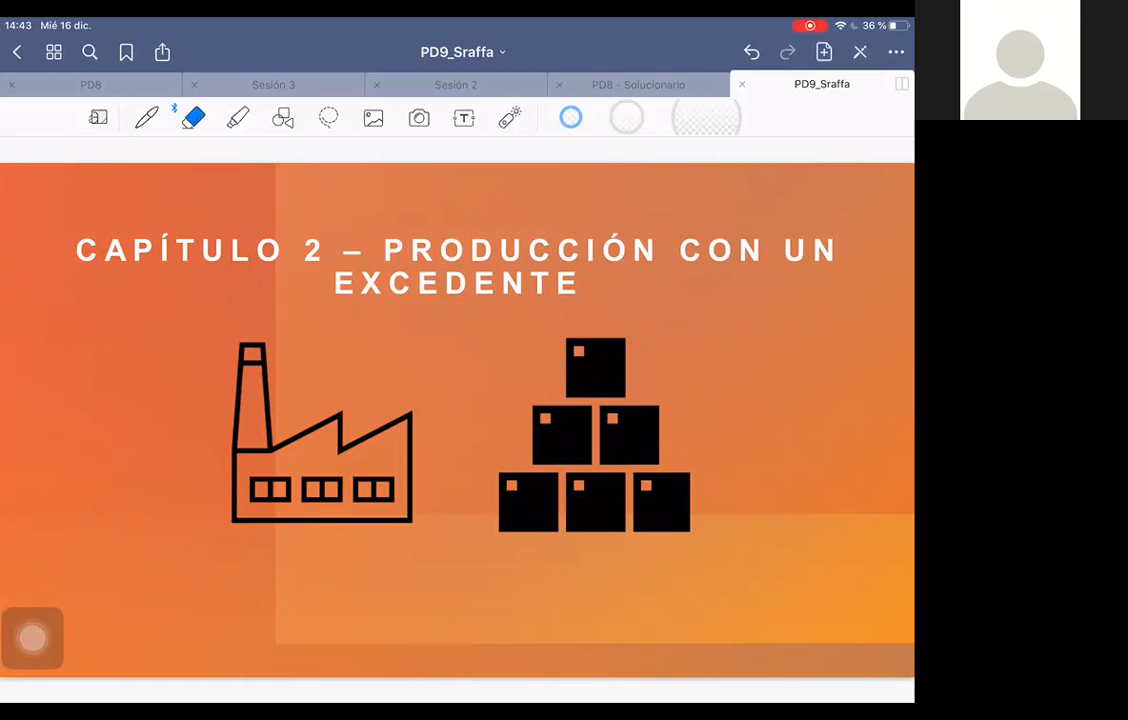 14:43 Mié 16 dic.
36 %
PD9_Sraffa
PD8
Sesión 3
Sesión 2
PD8 - Solucionario
PD9_Sraffa
T
CAPÍTULO 2 – PRODUCCIÓN CON UN
EXCEDENTE